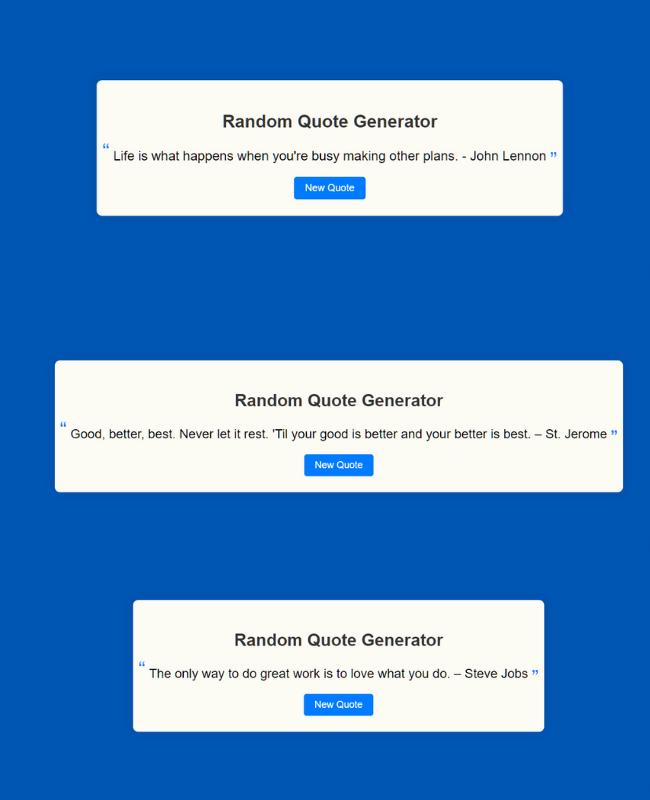 Random Quote Generator
“ Life is what happens when you're busy making other plans. - John Lennon ”
New Quote
Random Quote Generator
“ Good, better, best. Never let it rest. 'Til your good is better and your better is best. – St. Jerome ”
New Quote
Random Quote Generator
“ The only way to do great work is to love what you do. – Steve Jobs ”
New Quote